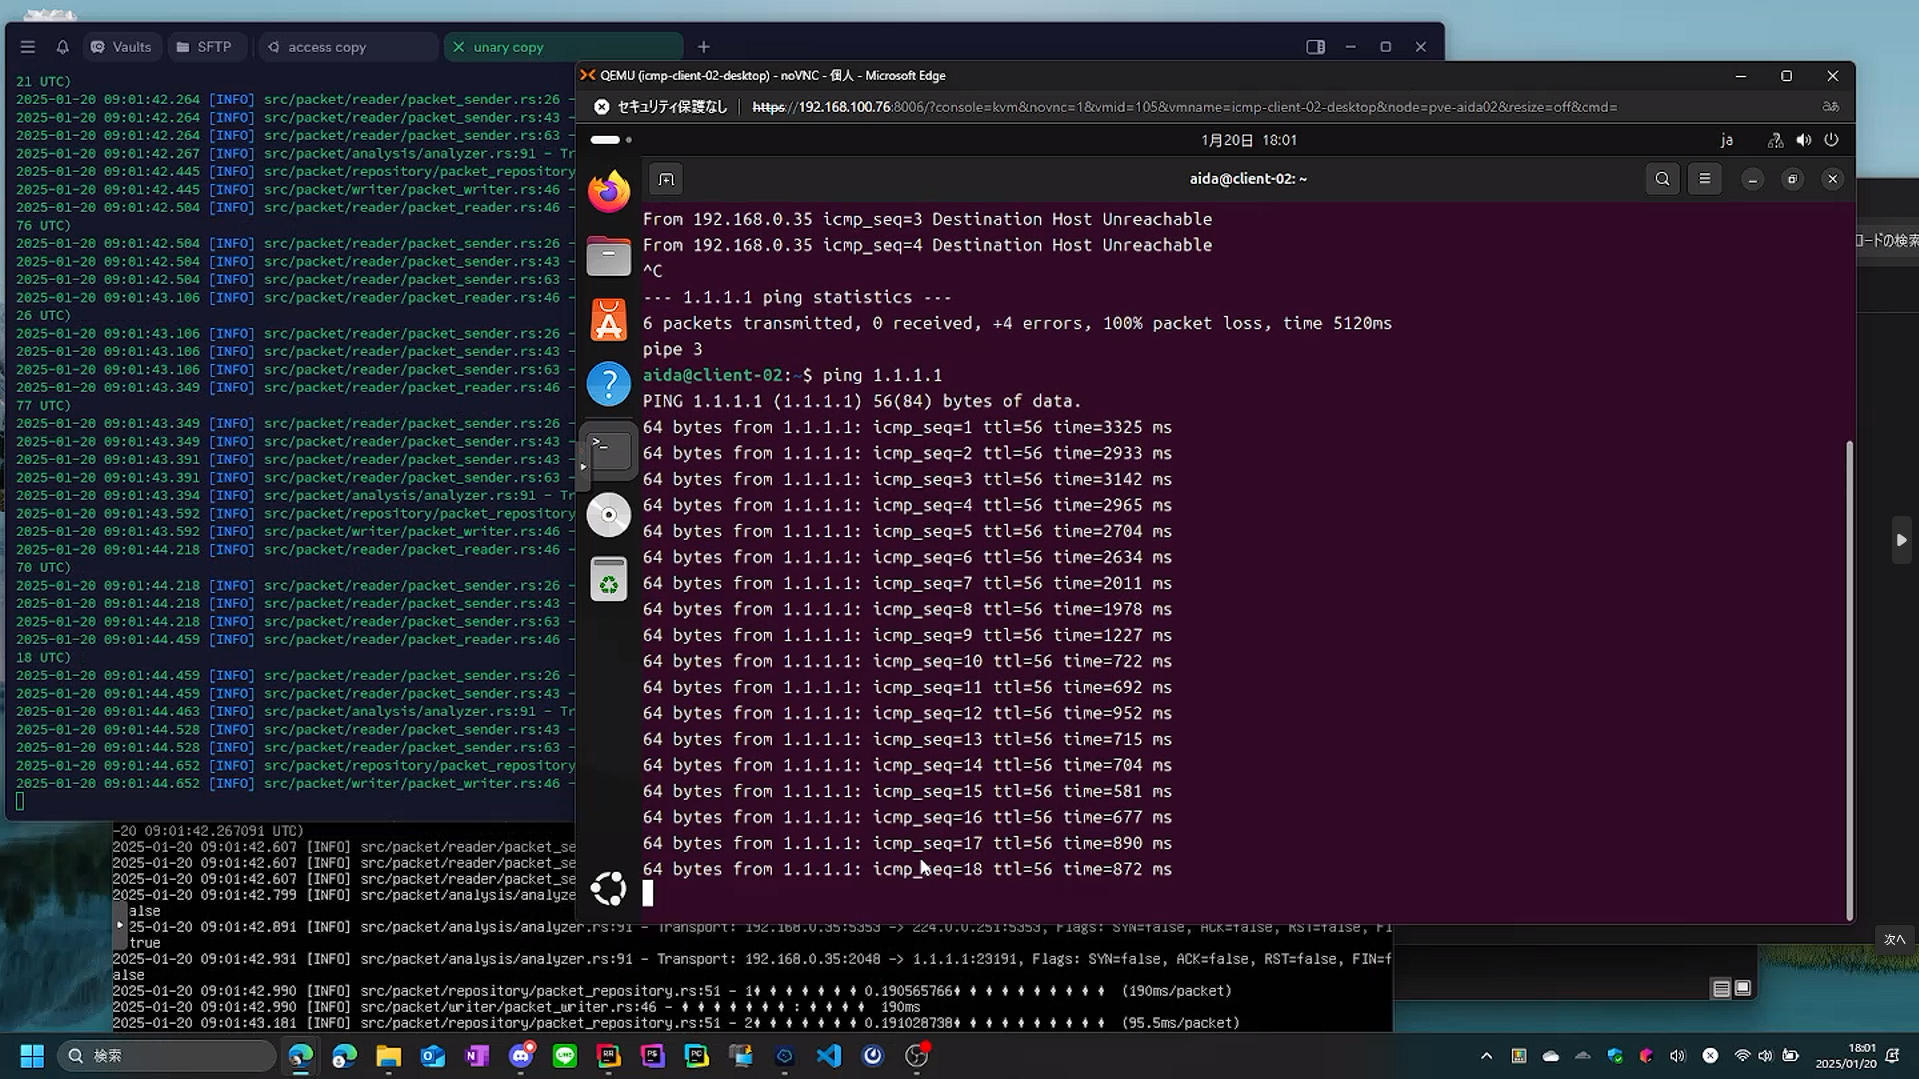 Vaults
SFTP
access copy
unary copy
21 UTC)
2025-01-20 09:01:42.264 [INFO] src/packet/reader/packet_sender.rs:26 -
2025-01-20 09:01:42.264 [INFO] src/packet/reader/packet_sender.rs:43 -
2025-01-20 09:01:42.264 [INFO] src/packet/reader/packet_sender.rs:63 -
2025-01-20 09:01:42.267 [INFO] src/packet/analysis/analyzer.rs:91 - Tr
2025-01-20 09:01:42.445 [INFO] src/packet/repository/packet_repository
2025-01-20 09:01:42.445 [INFO] src/packet/writer/packet_writer.rs:46 -
2025-01-20 09:01:42.504 [INFO] src/packet/reader/packet_reader.rs:46 -
76 UTC)
2025-01-20 09:01:42.504 [INFO] src/packet/reader/packet_sender.rs:26 -
2025-01-20 09:01:42.504 [INFO] src/packet/reader/packet_sender.rs:43 -
2025-01-20 09:01:42.504 [INFO] src/packet/reader/packet_sender.rs:63 -
2025-01-20 09:01:43.106 [INFO] src/packet/reader/packet_reader.rs:46 -
26 UTC)
2025-01-20 09:01:43.106 [INFO] src/packet/reader/packet_sender.rs:26 -
2025-01-20 09:01:43.106 [INFO] src/packet/reader/packet_sender.rs:43 -
2025-01-20 09:01:43.106 [INFO] src/packet/reader/packet_sender.rs:63 -
2025-01-20 09:01:43.349 [INFO] src/packet/reader/packet_reader.rs:46 -
77 UTC)
2025-01-20 09:01:43.349 [INFO] src/packet/reader/packet_sender.rs:26 -
2025-01-20 09:01:43.349 [INFO] src/packet/reader/packet_sender.rs:43 -
2025-01-20 09:01:43.391 [INFO] src/packet/reader/packet_sender.rs:43 -
2025-01-20 09:01:43.391 [INFO] src/packet/reader/packet_sender.rs:63 -
2025-01-20 09:01:43.394 [INFO] src/packet/analysis/analyzer.rs:91 - Tr
2025-01-20 09:01:43.592 [INFO] src/packet/repository/packet_repository
2025-01-20 09:01:43.592 [INFO] src/packet/writer/packet_writer.rs:46 -
2025-01-20 09:01:44.218 [INFO] src/packet/reader/packet_reader.rs:46 -
70 UTC)
2025-01-20 09:01:44.218 [INFO] src/packet/reader/packet_sender.rs:26 -
2025-01-20 09:01:44.218 [INFO] src/packet/reader/packet_sender.rs:43 -
2025-01-20 09:01:44.218 [INFO] src/packet/reader/packet_sender.rs:63 -
2025-01-20 09:01:44.459 [INFO] src/packet/reader/packet_reader.rs:46 -
18 UTC)
2025-01-20 09:01:44.459 [INFO] src/packet/reader/packet_sender.rs:26 -
2025-01-20 09:01:44.459 [INFO] src/packet/reader/packet_sender.rs:43 -
2025-01-20 09:01:44.463 [INFO] src/packet/analysis/analyzer.rs:91 - Tr
2025-01-20 09:01:44.528 [INFO] src/packet/reader/packet_sender.rs:43 -
2025-01-20 09:01:44.528 [INFO] src/packet/reader/packet_sender.rs:63 -
2025-01-20 09:01:44.652 [INFO] src/packet/repository/packet_repository
2025-01-20 09:01:44.652 [INFO] src/packet/writer/packet_writer.rs:46 -
QEMU (icmp-client-02-desktop) - noVNC - 個人 - Microsoft Edge
セキュリティ保護なし https://192.168.100.76:8006/?console=kvm&novnc=1&vmid=105&vmname=icmp-client-02-desktop&node=pve-aida02&resize=off&cmd=
1月20日 18:01
ja
aida@client-02: ~
From 192.168.0.35 icmp_seq=3 Destination Host Unreachable
From 192.168.0.35 icmp_seq=4 Destination Host Unreachable
^C
--- 1.1.1.1 ping statistics ---
6 packets transmitted, 0 received, +4 errors, 100% packet loss, time 5120ms
pipe 3
aida@client-02:~$ ping 1.1.1.1
PING 1.1.1.1 (1.1.1.1) 56(84) bytes of data.
64 bytes from 1.1.1.1: icmp_seq=1 ttl=56 time=3325 ms
64 bytes from 1.1.1.1: icmp_seq=2 ttl=56 time=2933 ms
64 bytes from 1.1.1.1: icmp_seq=3 ttl=56 time=3142 ms
64 bytes from 1.1.1.1: icmp_seq=4 ttl=56 time=2965 ms
64 bytes from 1.1.1.1: icmp_seq=5 ttl=56 time=2704 ms
64 bytes from 1.1.1.1: icmp_seq=6 ttl=56 time=2634 ms
64 bytes from 1.1.1.1: icmp_seq=7 ttl=56 time=2011 ms
64 bytes from 1.1.1.1: icmp_seq=8 ttl=56 time=1978 ms
64 bytes from 1.1.1.1: icmp_seq=9 ttl=56 time=1227 ms
64 bytes from 1.1.1.1: icmp_seq=10 ttl=56 time=722 ms
64 bytes from 1.1.1.1: icmp_seq=11 ttl=56 time=692 ms
64 bytes from 1.1.1.1: icmp_seq=12 ttl=56 time=952 ms
64 bytes from 1.1.1.1: icmp_seq=13 ttl=56 time=715 ms
64 bytes from 1.1.1.1: icmp_seq=14 ttl=56 time=704 ms
64 bytes from 1.1.1.1: icmp_seq=15 ttl=56 time=581 ms
64 bytes from 1.1.1.1: icmp_seq=16 ttl=56 time=677 ms
64 bytes from 1.1.1.1: icmp_seq=17 ttl=56 time=890 ms
64 bytes from 1.1.1.1: icmp_seq=18 ttl=56 time=872 ms
ードの検索
次へ
-20 09:01:42.267091 UTC)
2025-01-20 09:01:42.607 [INFO] src/packet/reader/packet_se
2025-01-20 09:01:42.607 [INFO] src/packet/reader/packet_se
2025-01-20 09:01:42.607 [INFO] src/packet/reader/packet_se
2025-01-20 09:01:42.799 [INFO] src/packet/analysis/analyze
alse
25-01-20 09:01:42.891 [INFO] src/packet/analysis/analyzer.rs:91 - Transport: 192.168.0.35:5353 -> 224.0.0.251:5353, Flags: SYN=false, ACK=false, RST=false, FI
true
2025-01-20 09:01:42.931 [INFO] src/packet/analysis/analyzer.rs:91 - Transport: 192.168.0.35:2048 -> 1.1.1.1:23191, Flags: SYN=false, ACK=false, RST=false, FIN=f
alse
2025-01-20 09:01:42.990 [INFO] src/packet/repository/packet_repository.rs:51 - 1♦ ♦ ♦ ♦ ♦ ♦ ♦ 0.190565766♦ ♦ ♦ ♦ ♦ ♦ ♦ ♦ ♦ ♦ (190ms/packet)
2025-01-20 09:01:42.990 [INFO] src/packet/writer/packet_writer.rs:46 - ♦ ♦ ♦ ♦ ♦ ♦ ♦ : ♦ ♦ ♦ ♦ ♦ 190ms
2025-01-20 09:01:43.181 [INFO] src/packet/repository/packet_repository.rs:51 - 2♦ ♦ ♦ ♦ ♦ ♦ ♦ 0.191028738♦ ♦ ♦ ♦ ♦ ♦ ♦ ♦ ♦ ♦ (95.5ms/packet)
検索
18:01
2025/01/20